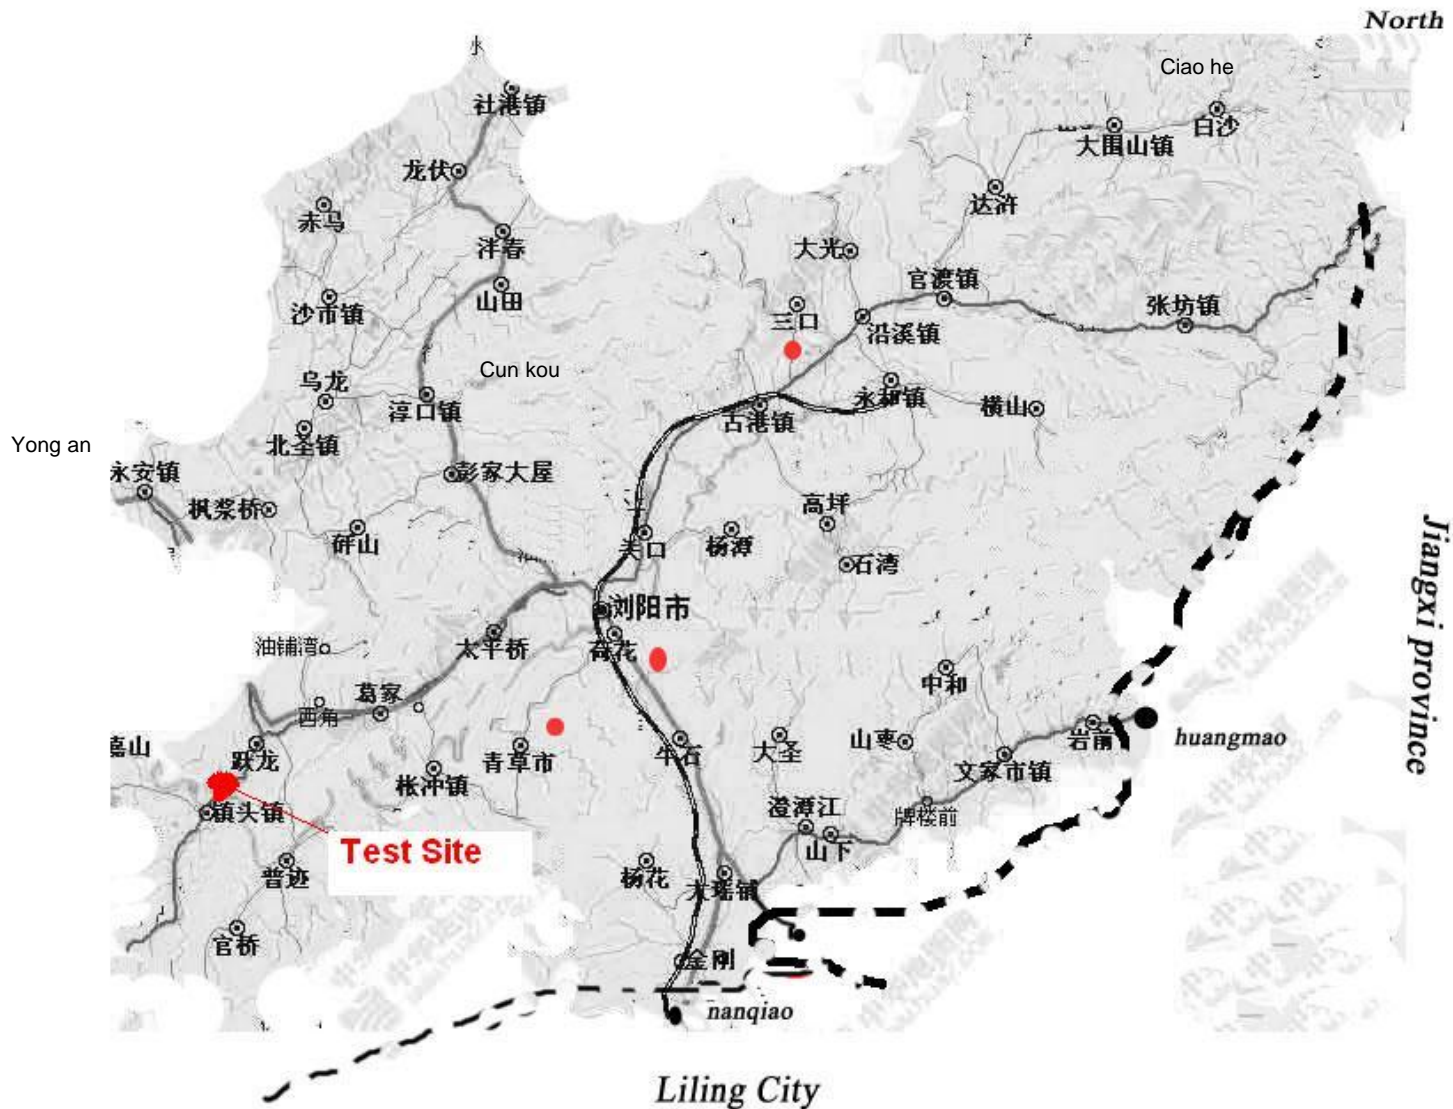 North
Ciao he
社港镇
白沙
大围山镇
龙伏
达浒
赤马
泮春
大光
官渡镇
山田
张坊镇
沙市镇
三口
沿溪镇
Cun kou
乌龙
永和镇
淳口镇
横山
古港镇
北圣镇
Yong an
永安镇
彭家大屋
枫浆桥
高坪
关口
杨潭
砰山
石湾
Jiangxi province
浏阳市
油铺湾
太平桥
荷花
中和
葛家
西角
岩前
huangmao
跃龙
青草市
牛石
大圣
山枣
文家市镇
枨冲镇
镇头镇
澄潭江
牌楼前
Test Site
山下
普迹
杨花
大瑶镇
官桥
金刚
nanqiao
Liling City